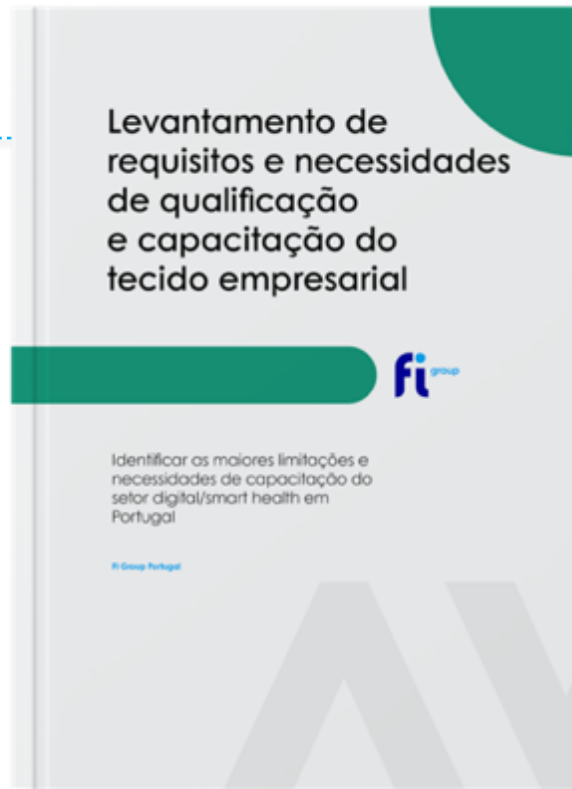 Levantamento de
requisitos e necessidades
de qualificação
e capacitação do
tecido empresarial
fi group
Identificar as maiores limitações e
necessidades de capacitação do
setor digital/smart health em
Portugal
FI Group Portugal